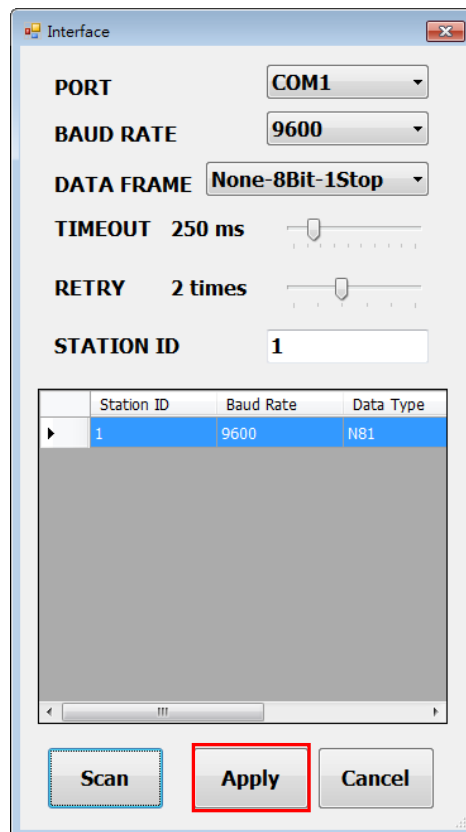 Interface
PORT COM1
BAUD RATE 9600
DATA FRAME None-8Bit-1Stop
TIMEOUT 250 ms
RETRY 2 times
STATION ID 1
Station ID Baud Rate Data Type
1 9600 N81
Scan Apply Cancel